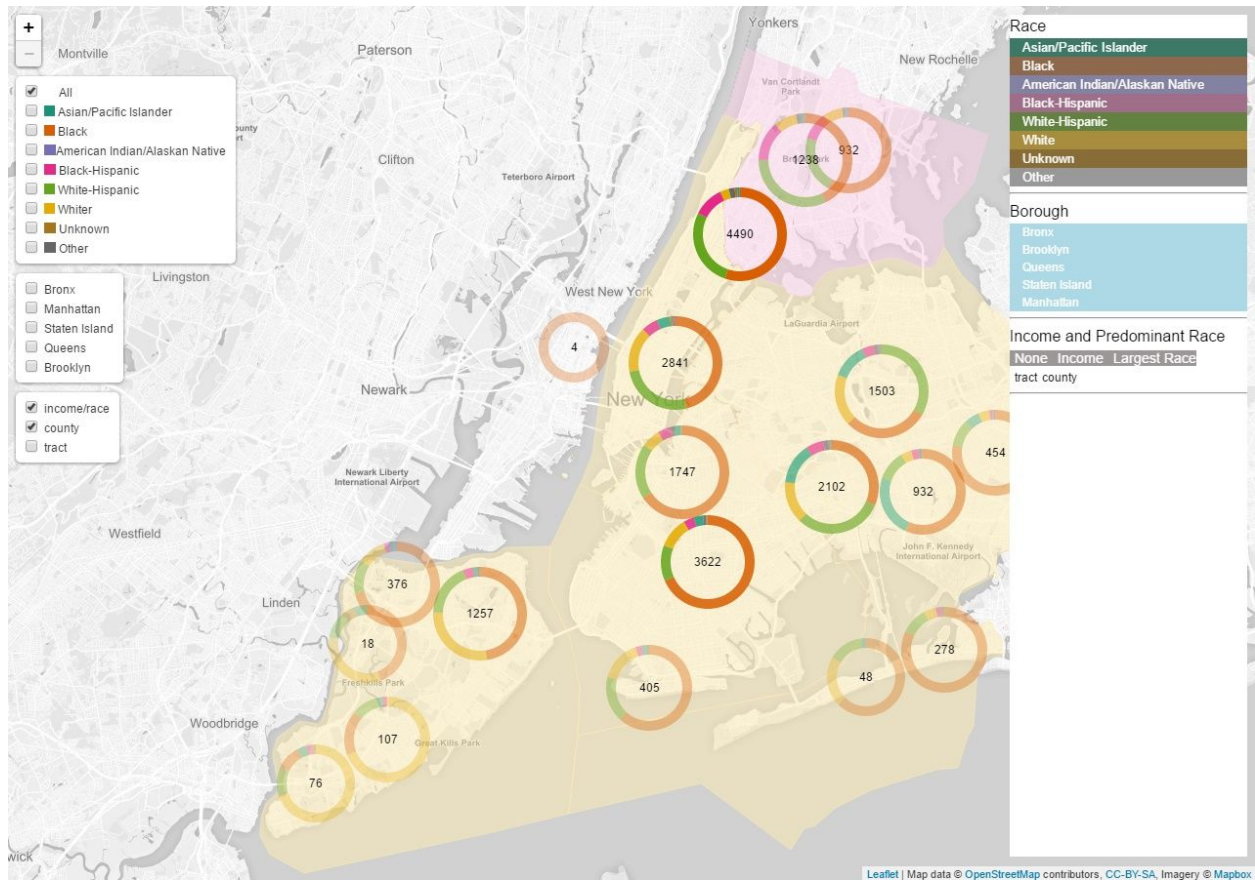 +
−
All
Asian/Pacific Islander
Black
American Indian/Alaskan Native
Black-Hispanic
White-Hispanic
Whiter
Unknown
Other
Bronx
Manhattan
Staten Island
Queens
Brooklyn
income/race
county
tract
Yonkers
Montville
Paterson
New Rochelle
Van Cortlandt
Park
Clifton
932
1238
Teterboro Airport
4490
Livingston
West New York
LaGuardia Airport
4
2841
Newark
New York
1503
454
1747
Newark Liberty
International Airport
2102
932
Westfield
John F. Kennedy
International Airport
3622
376
Linden
1257
18
278
Freshkills Park
48
405
Woodbridge
107
Great Kills Park
76
wick
Race
Asian/Pacific Islander
Black
American Indian/Alaskan Native
Black-Hispanic
White-Hispanic
White
Unknown
Other
Borough
Bronx
Brooklyn
Queens
Staten Island
Manhattan
Income and Predominant Race
None Income Largest Race
tract county
Leaflet | Map data © OpenStreetMap contributors, CC-BY-SA, Imagery © Mapbox